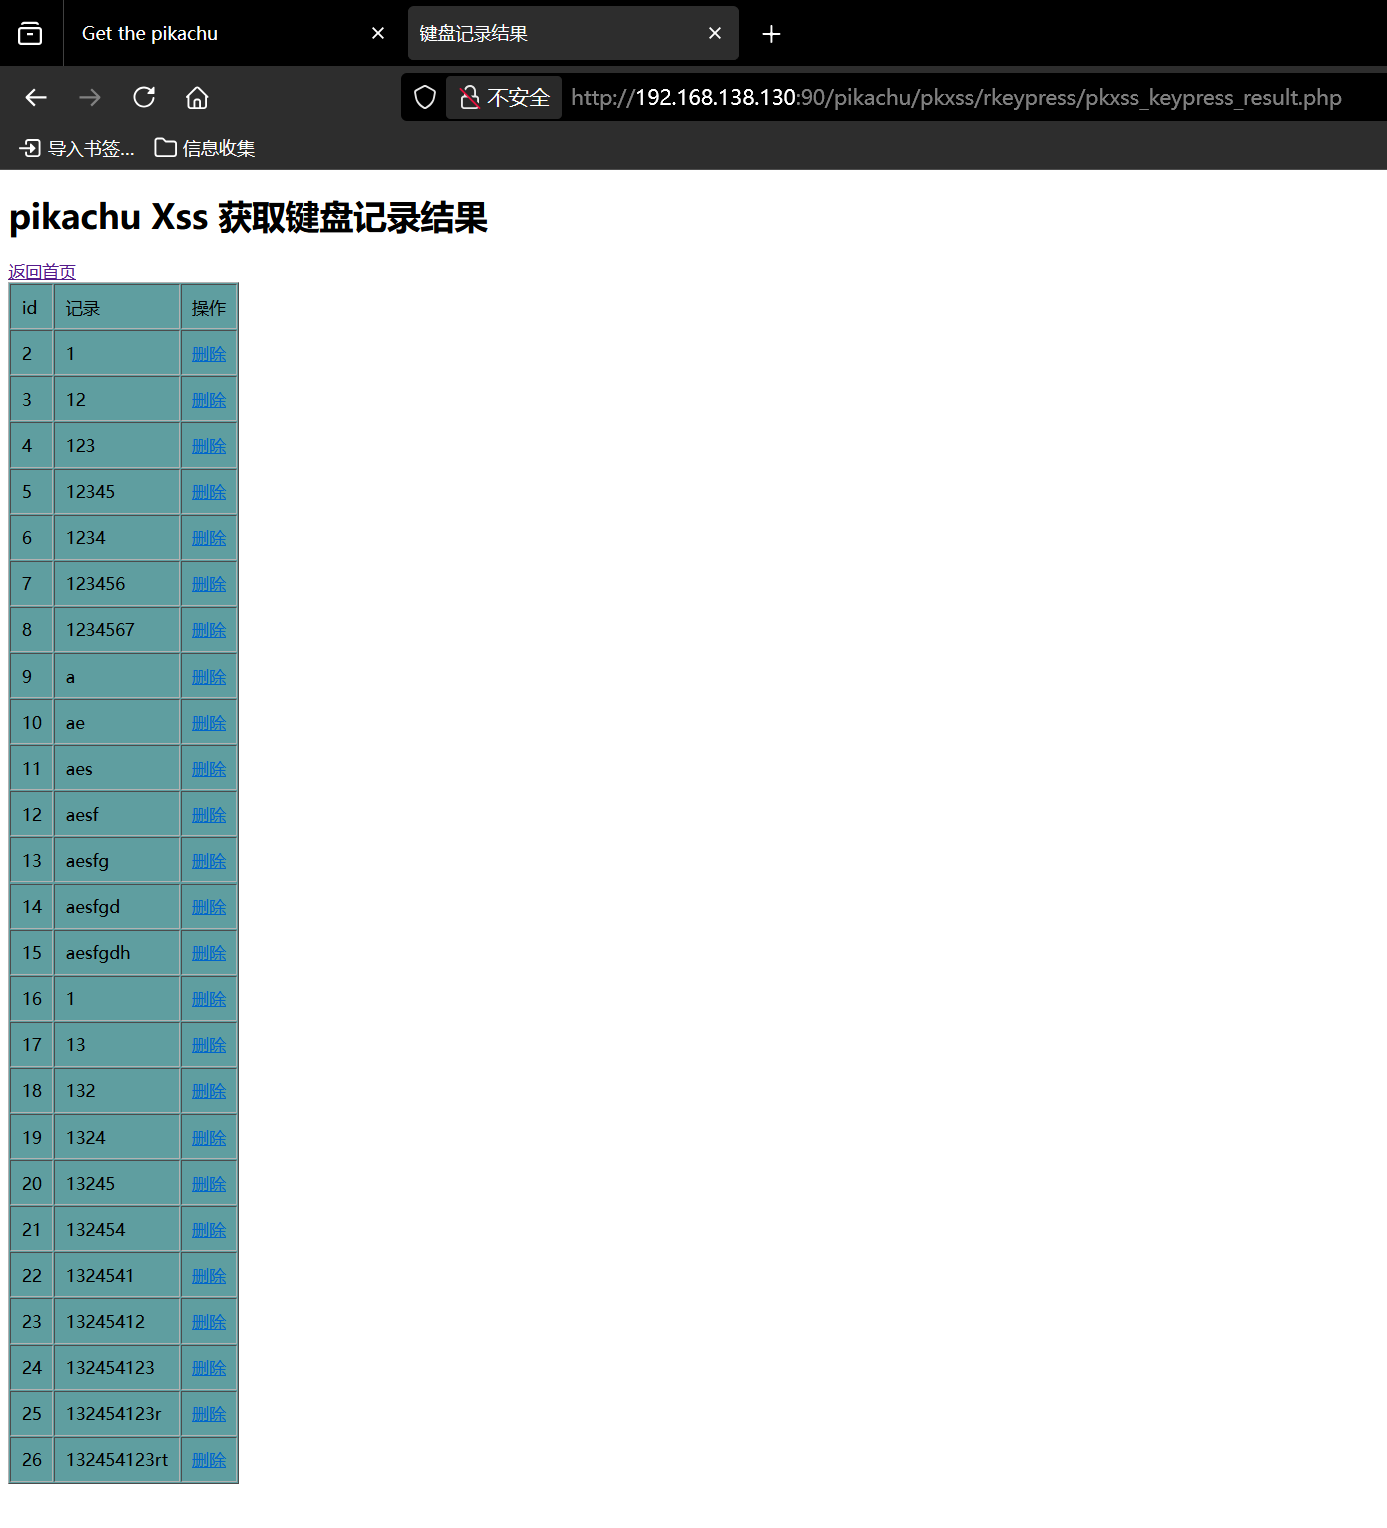 Get the pikachu
键盘记录结果
不安全 http://192.168.138.130:90/pikachu/pkxss/rkeypress/pkxss_keypress_result.php
导入书签... 信息收集
pikachu Xss 获取键盘记录结果
返回首页
id 记录 操作
2 1 删除
3 12 删除
4 123 删除
5 12345 删除
6 1234 删除
7 123456 删除
8 1234567 删除
9 a 删除
10 ae 删除
11 aes 删除
12 aesf 删除
13 aesfg 删除
14 aesfgd 删除
15 aesfgdh 删除
16 1 删除
17 13 删除
18 132 删除
19 1324 删除
20 13245 删除
21 132454 删除
22 1324541 删除
23 13245412 删除
24 132454123 删除
25 132454123r 删除
26 132454123rt 删除